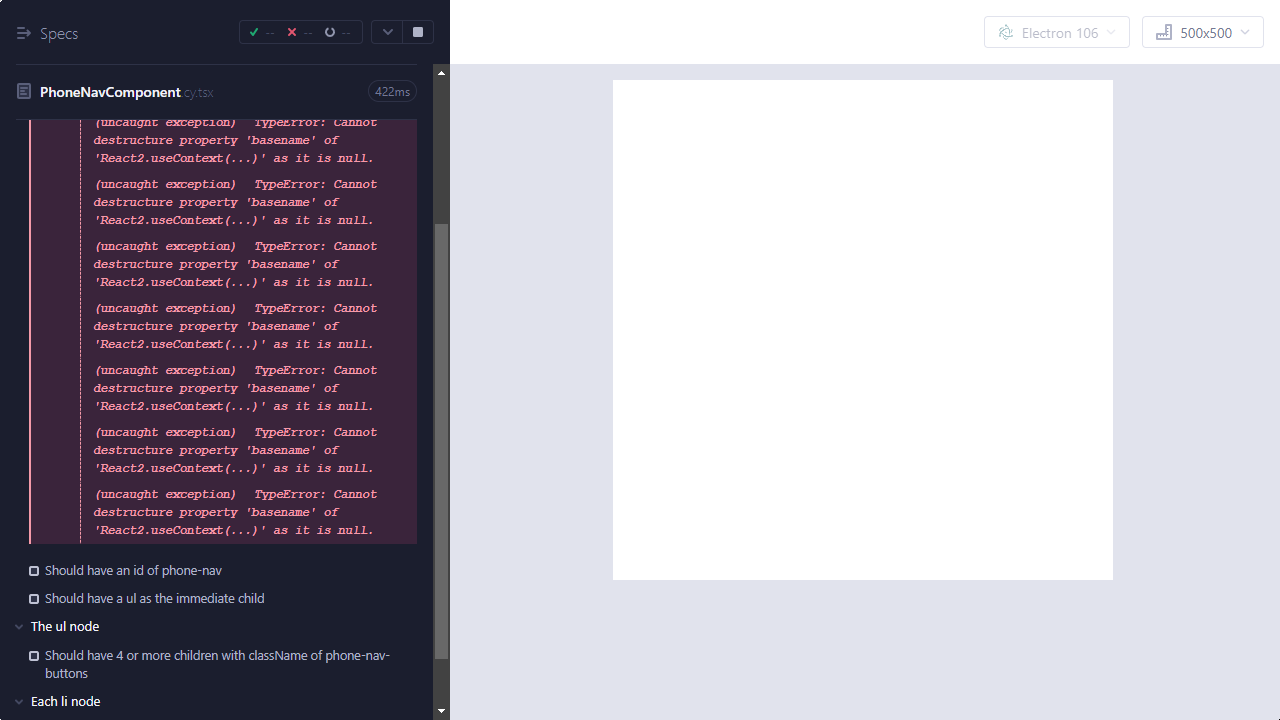 Specs
-- -- --
Electron 106
500x500
PhoneNavComponent.cy.tsx
422ms
(uncaught exception) TypeError: Cannot
destructure property 'basename' of
'React2.useContext(...)' as it is null.
(uncaught exception) TypeError: Cannot
destructure property 'basename' of
'React2.useContext(...)' as it is null.
(uncaught exception) TypeError: Cannot
destructure property 'basename' of
'React2.useContext(...)' as it is null.
(uncaught exception) TypeError: Cannot
destructure property 'basename' of
'React2.useContext(...)' as it is null.
(uncaught exception) TypeError: Cannot
destructure property 'basename' of
'React2.useContext(...)' as it is null.
(uncaught exception) TypeError: Cannot
destructure property 'basename' of
'React2.useContext(...)' as it is null.
(uncaught exception) TypeError: Cannot
destructure property 'basename' of
'React2.useContext(...)' as it is null.
Should have an id of phone-nav
Should have a ul as the immediate child
The ul node
Should have 4 or more children with className of phone-nav-
buttons
Each li node